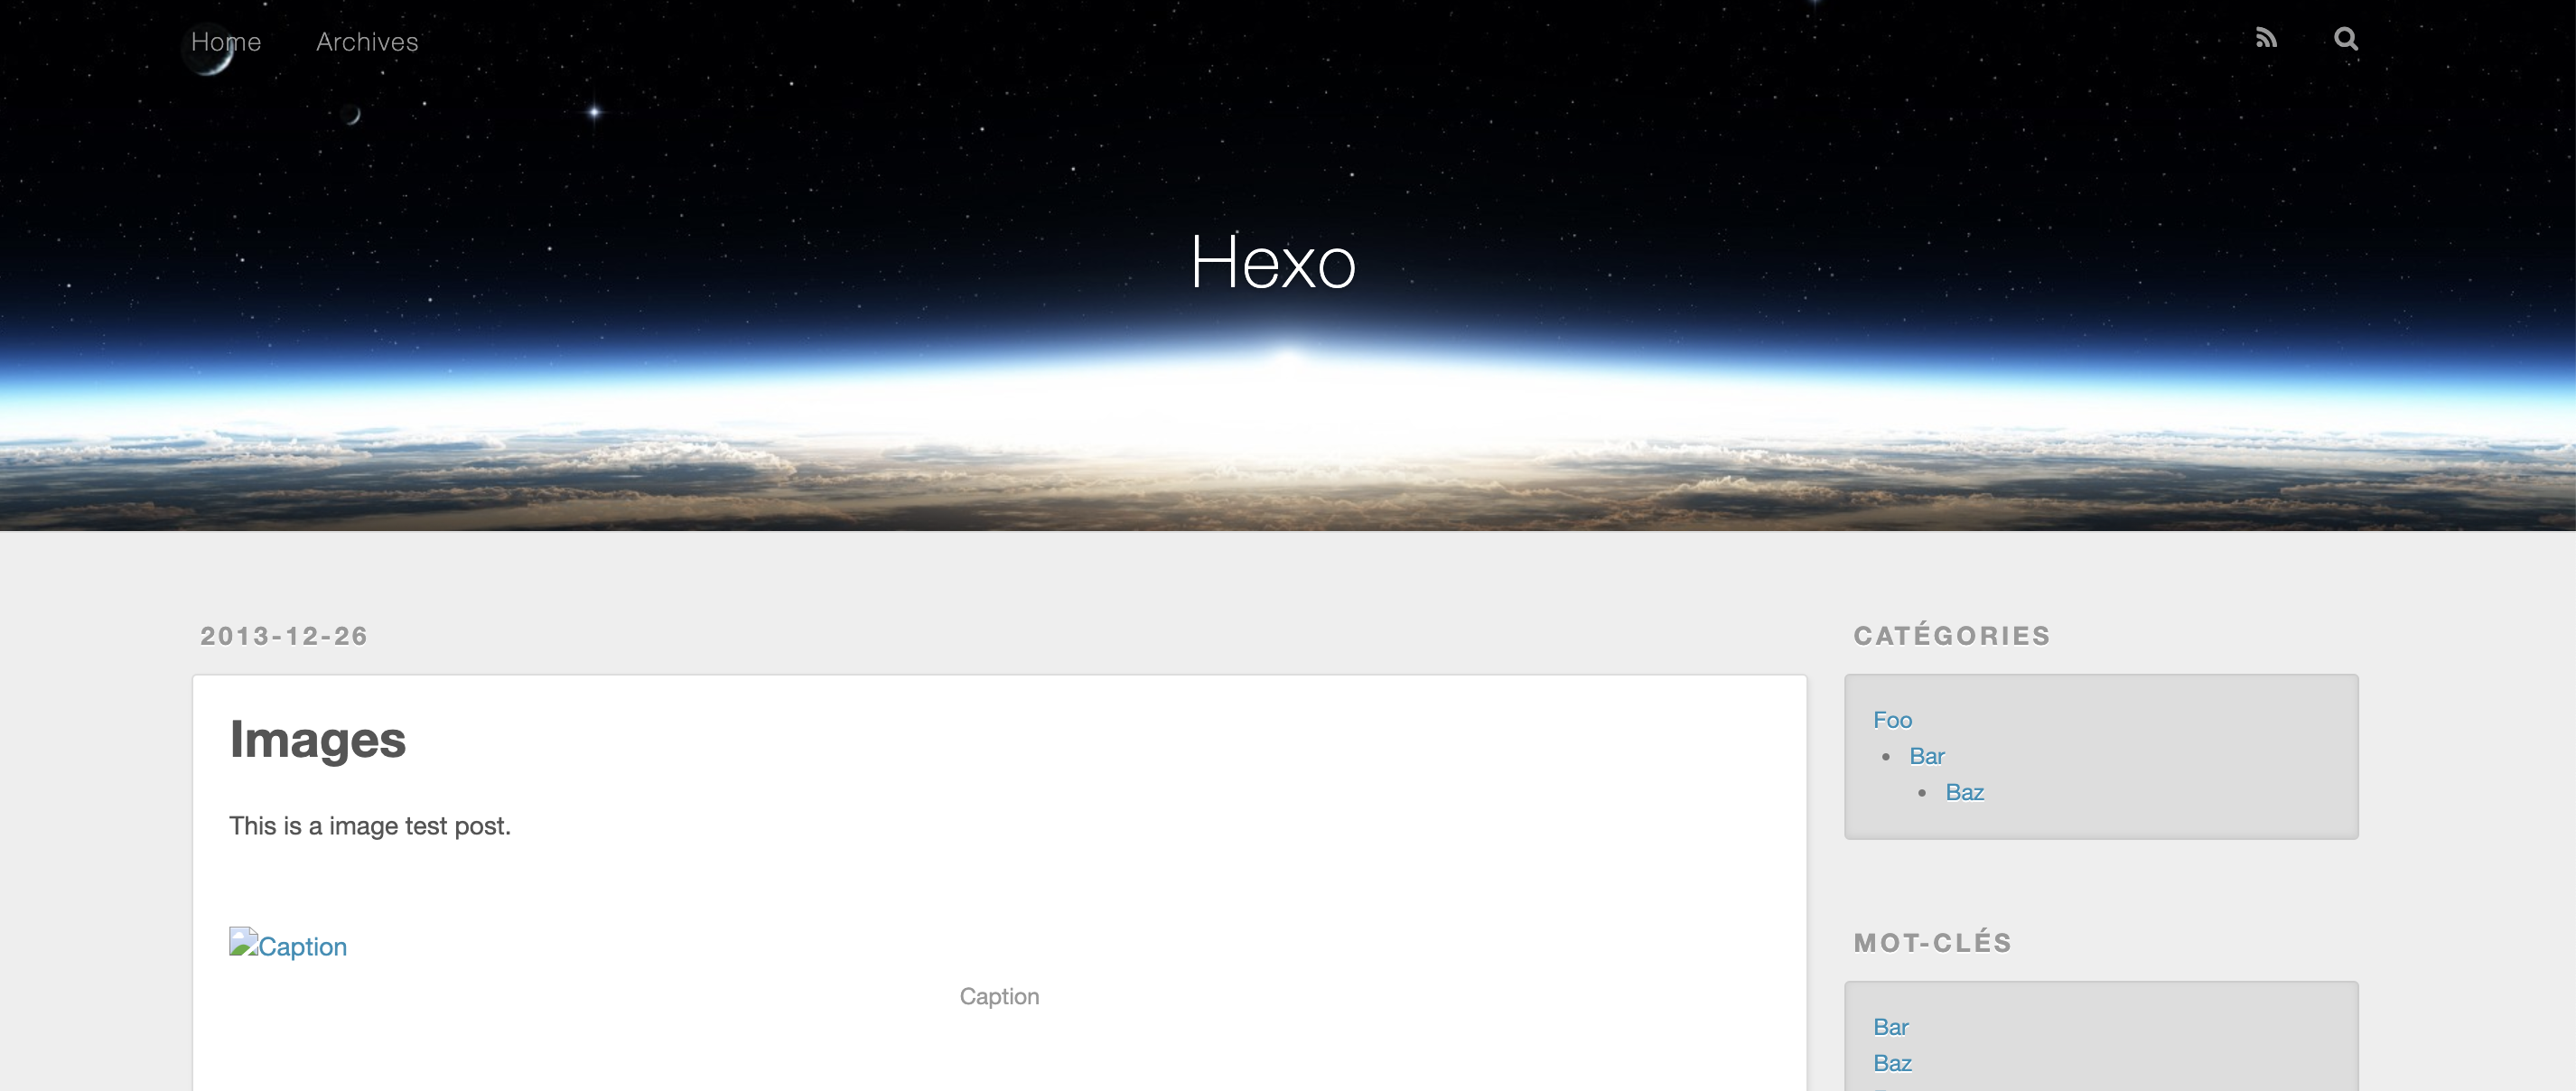 Home
Archives
Hexo
2013-12-26
Images
This is a image test post.
Caption
Caption
CATÉGORIES
Foo
Bar
Baz
MOT-CLÉS
Bar
Baz